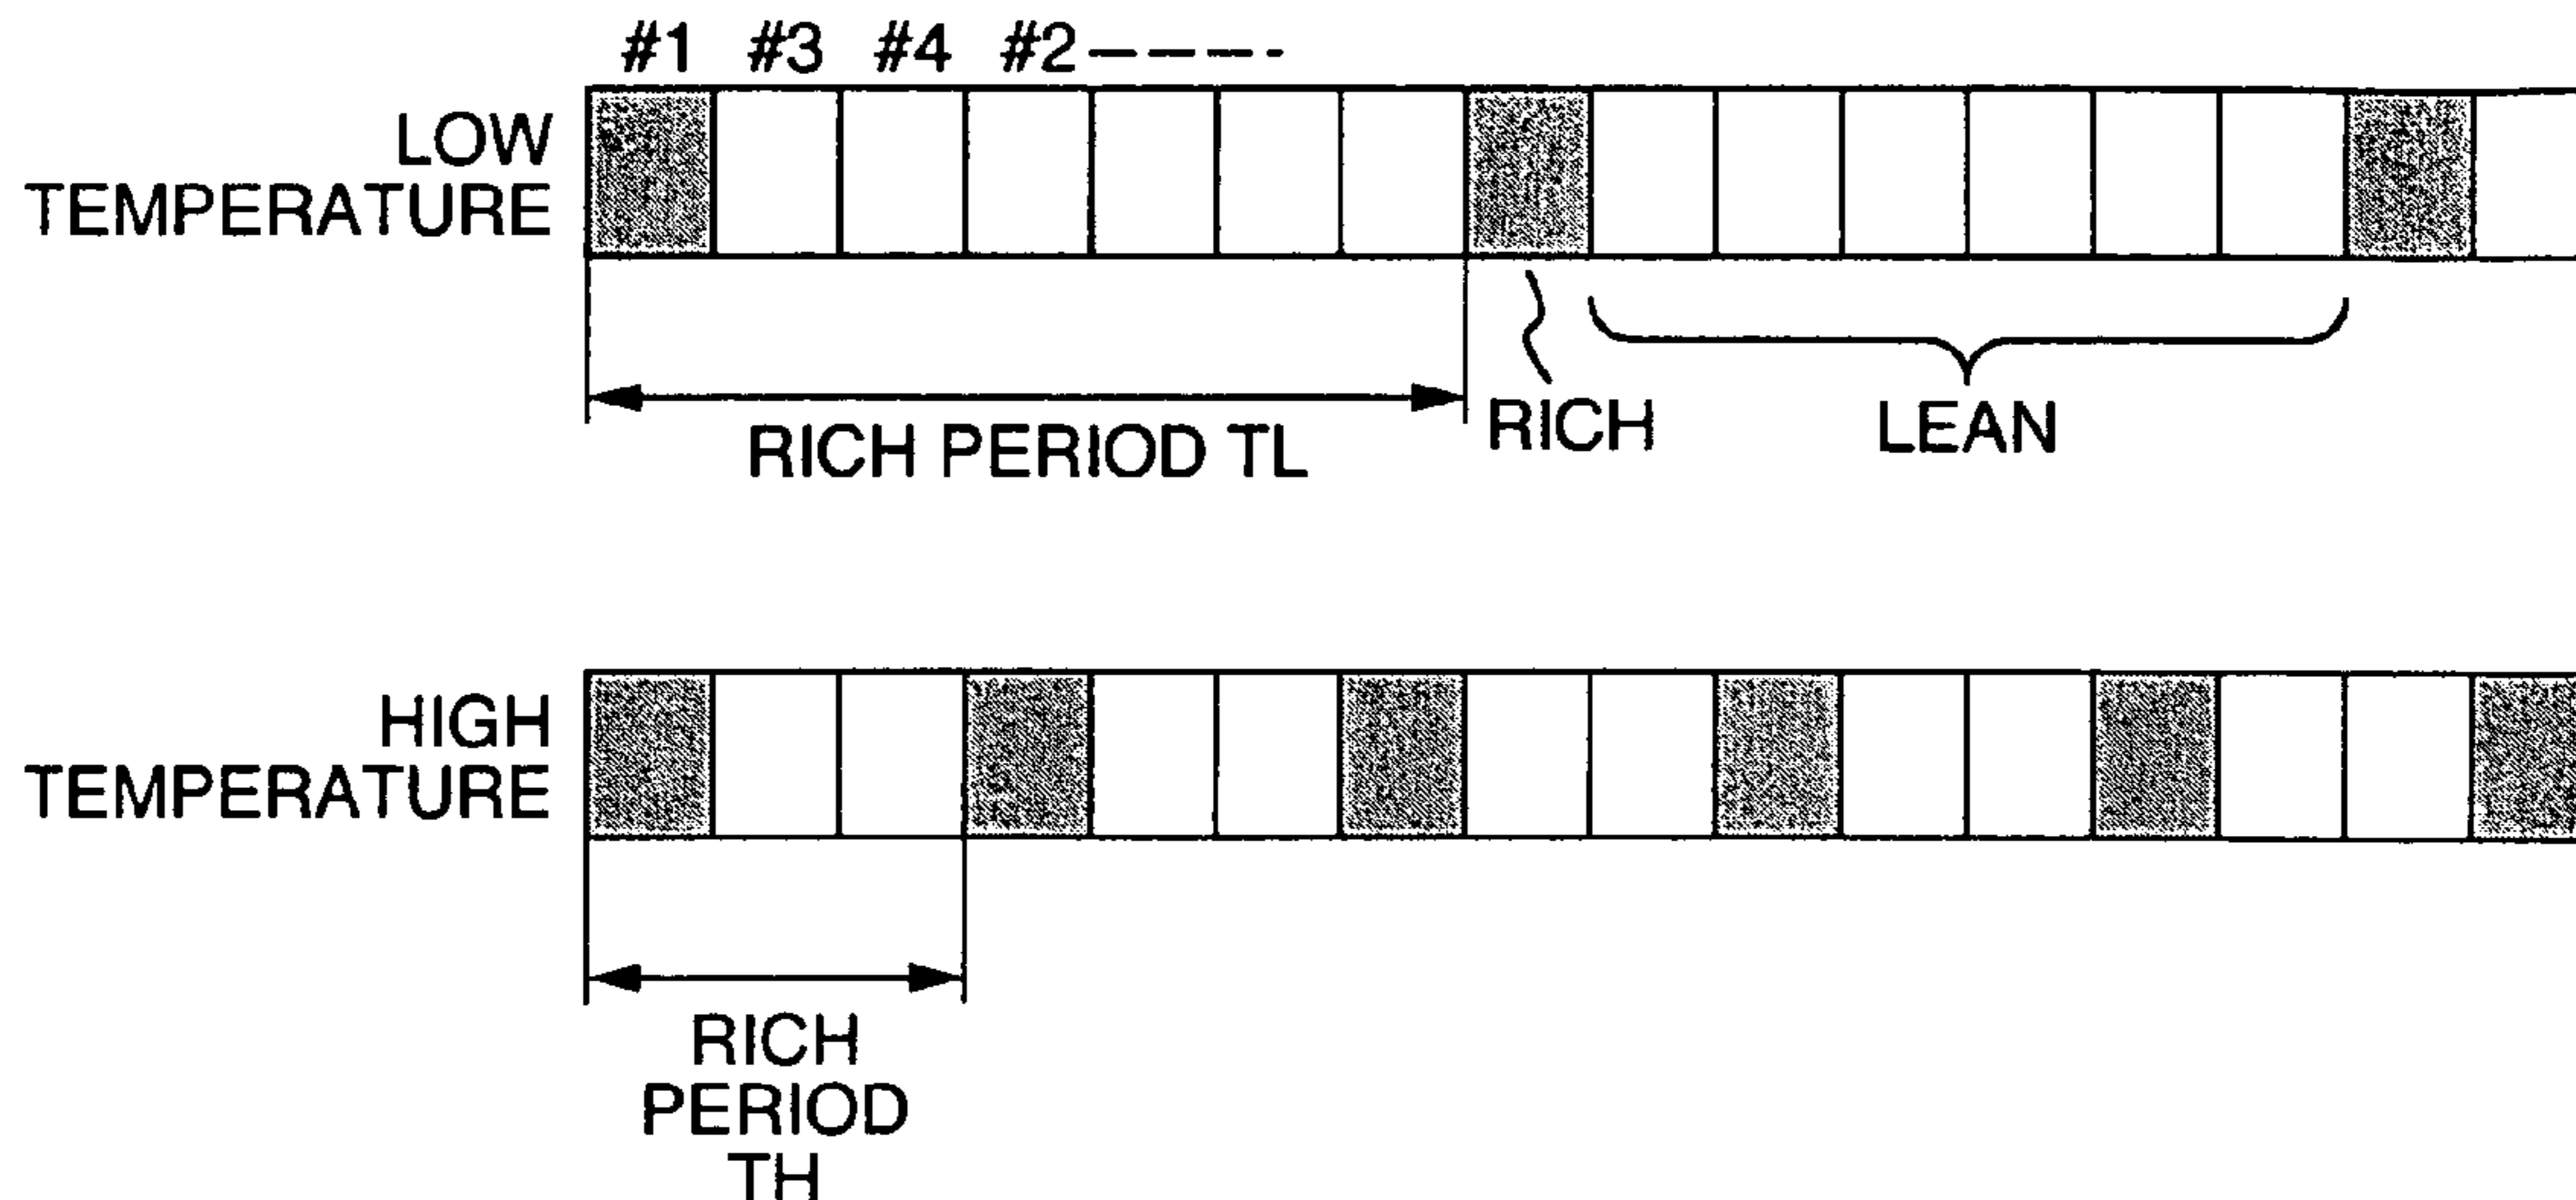 #1 #3 #4 #2
LOW
TEMPERATURE
RICH PERIOD TL
RICH
LEAN
HIGH
TEMPERATURE
RICH
PERIOD
TH